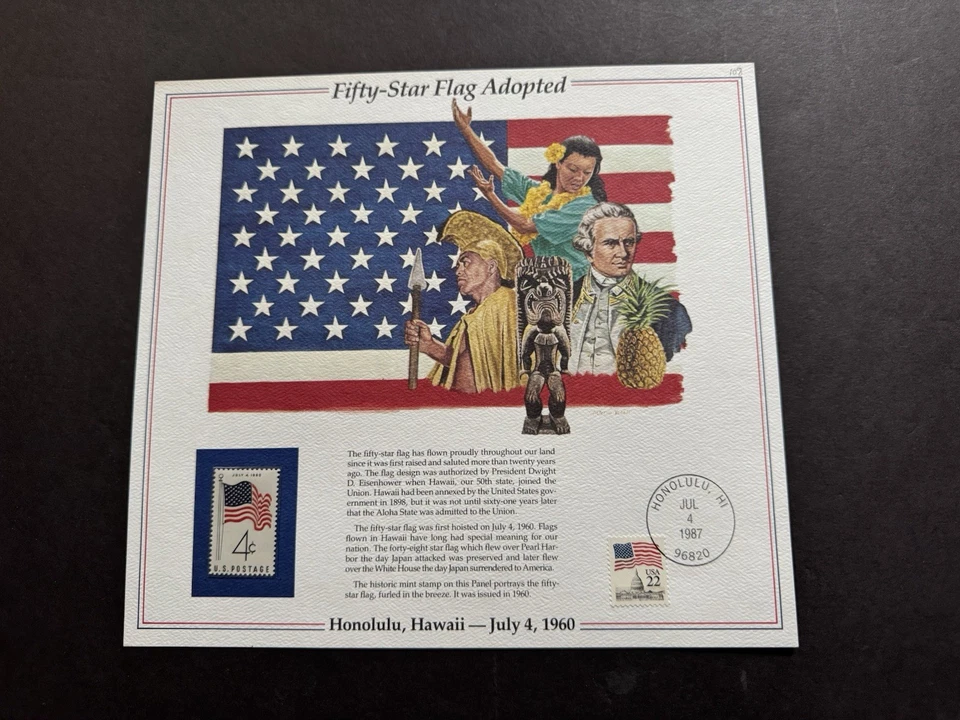 Fifty-Star Flag Adopted
The fifty-star flag has flown proudly throughout our land
since it was first raised and saluted more than twenty years
ago. The flag design was authorized by President Dwight
D. Eisenhower when Hawaii, our 50th state, joined the
Union. Hawaii had been annexed by the United States gov-
ernment in 1898, but it was not until sixty-one years later
that the Aloha State was admitted to the Union.
The fifty-star flag was first hoisted on July 4, 1960. Flags
flown in Hawaii have long had special meaning for our
nation. The forty-eight star flag which flew over Pearl Har-
bor the day Japan attacked was preserved and later flew
over the White House the day Japan surrendered to America.
The historic mint stamp on this Panel portrays the fifty-
star flag, furled in the breeze. It was issued in 1960.
JULY 4, 1960
4¢
U.S. POSTAGE
HONOLULU, HI
JUL
4
1987
96820
USA
22
Honolulu, Hawaii — July 4, 1960